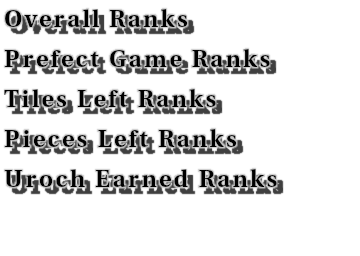 Overall Ranks
Prefect Game Ranks
Tiles Left Ranks
Pieces Left Ranks
Uroch Earned Ranks